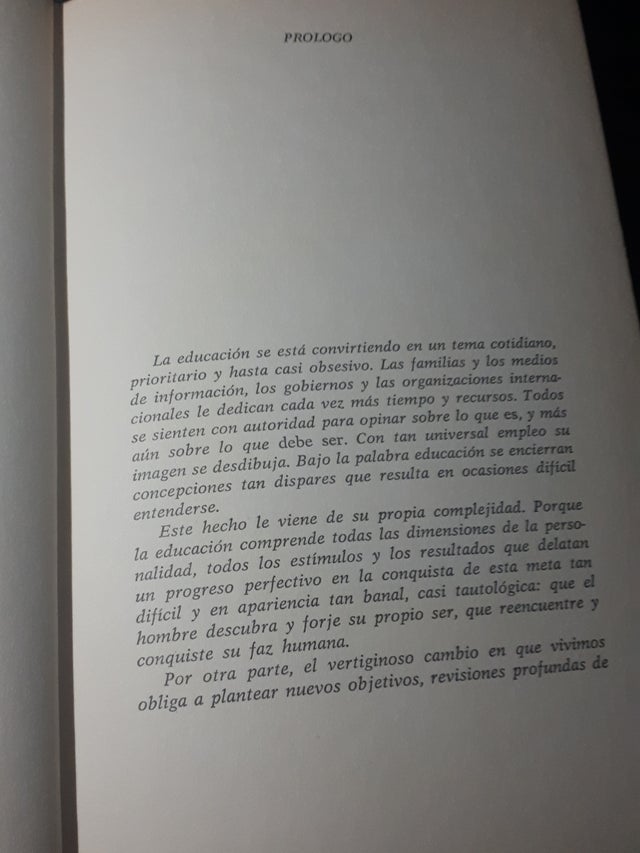 PROLOGO
La educación se está convirtiendo en un tema cotidiano,
prioritario y hasta casi obsesivo. Las familias y los medios
de información, los gobiernos y las organizaciones interna-
cionales le dedican cada vez más tiempo y recursos. Todos
se sienten con autoridad para opinar sobre lo que es, y más
aún sobre lo que debe ser. Con tan universal empleo su
imagen se desdibuja. Bajo la palabra educación se encierran
concepciones tan dispares que resulta en ocasiones difícil
entenderse.
Este hecho le viene de su propia complejidad. Porque
la educación comprende todas las dimensiones de la perso-
nalidad, todos los estímulos y los resultados que delatan
un progreso perfectivo en la conquista de esta meta tan
difícil y en apariencia tan banal, casi tautológica: que el
hombre descubra y forje su propio ser, que reencuentre y
conquiste su faz humana.
Por otra parte, el vertiginoso cambio en que vivimos
obliga a plantear nuevos objetivos, revisiones profundas de